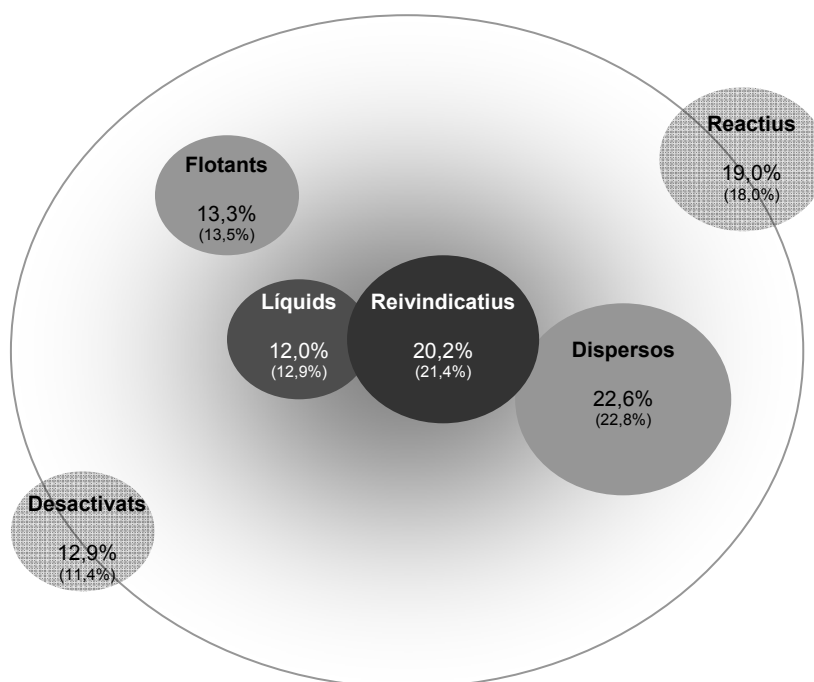 Reactius
19,0%
(18,0%)
Flotants
13,3%
(13,5%)
Líquids
12,0%
(12,9%)
Reivindicatius
20,2%
(21,4%)
Dispersos
22,6%
(22,8%)
Desactivats
12,9%
(11,4%)